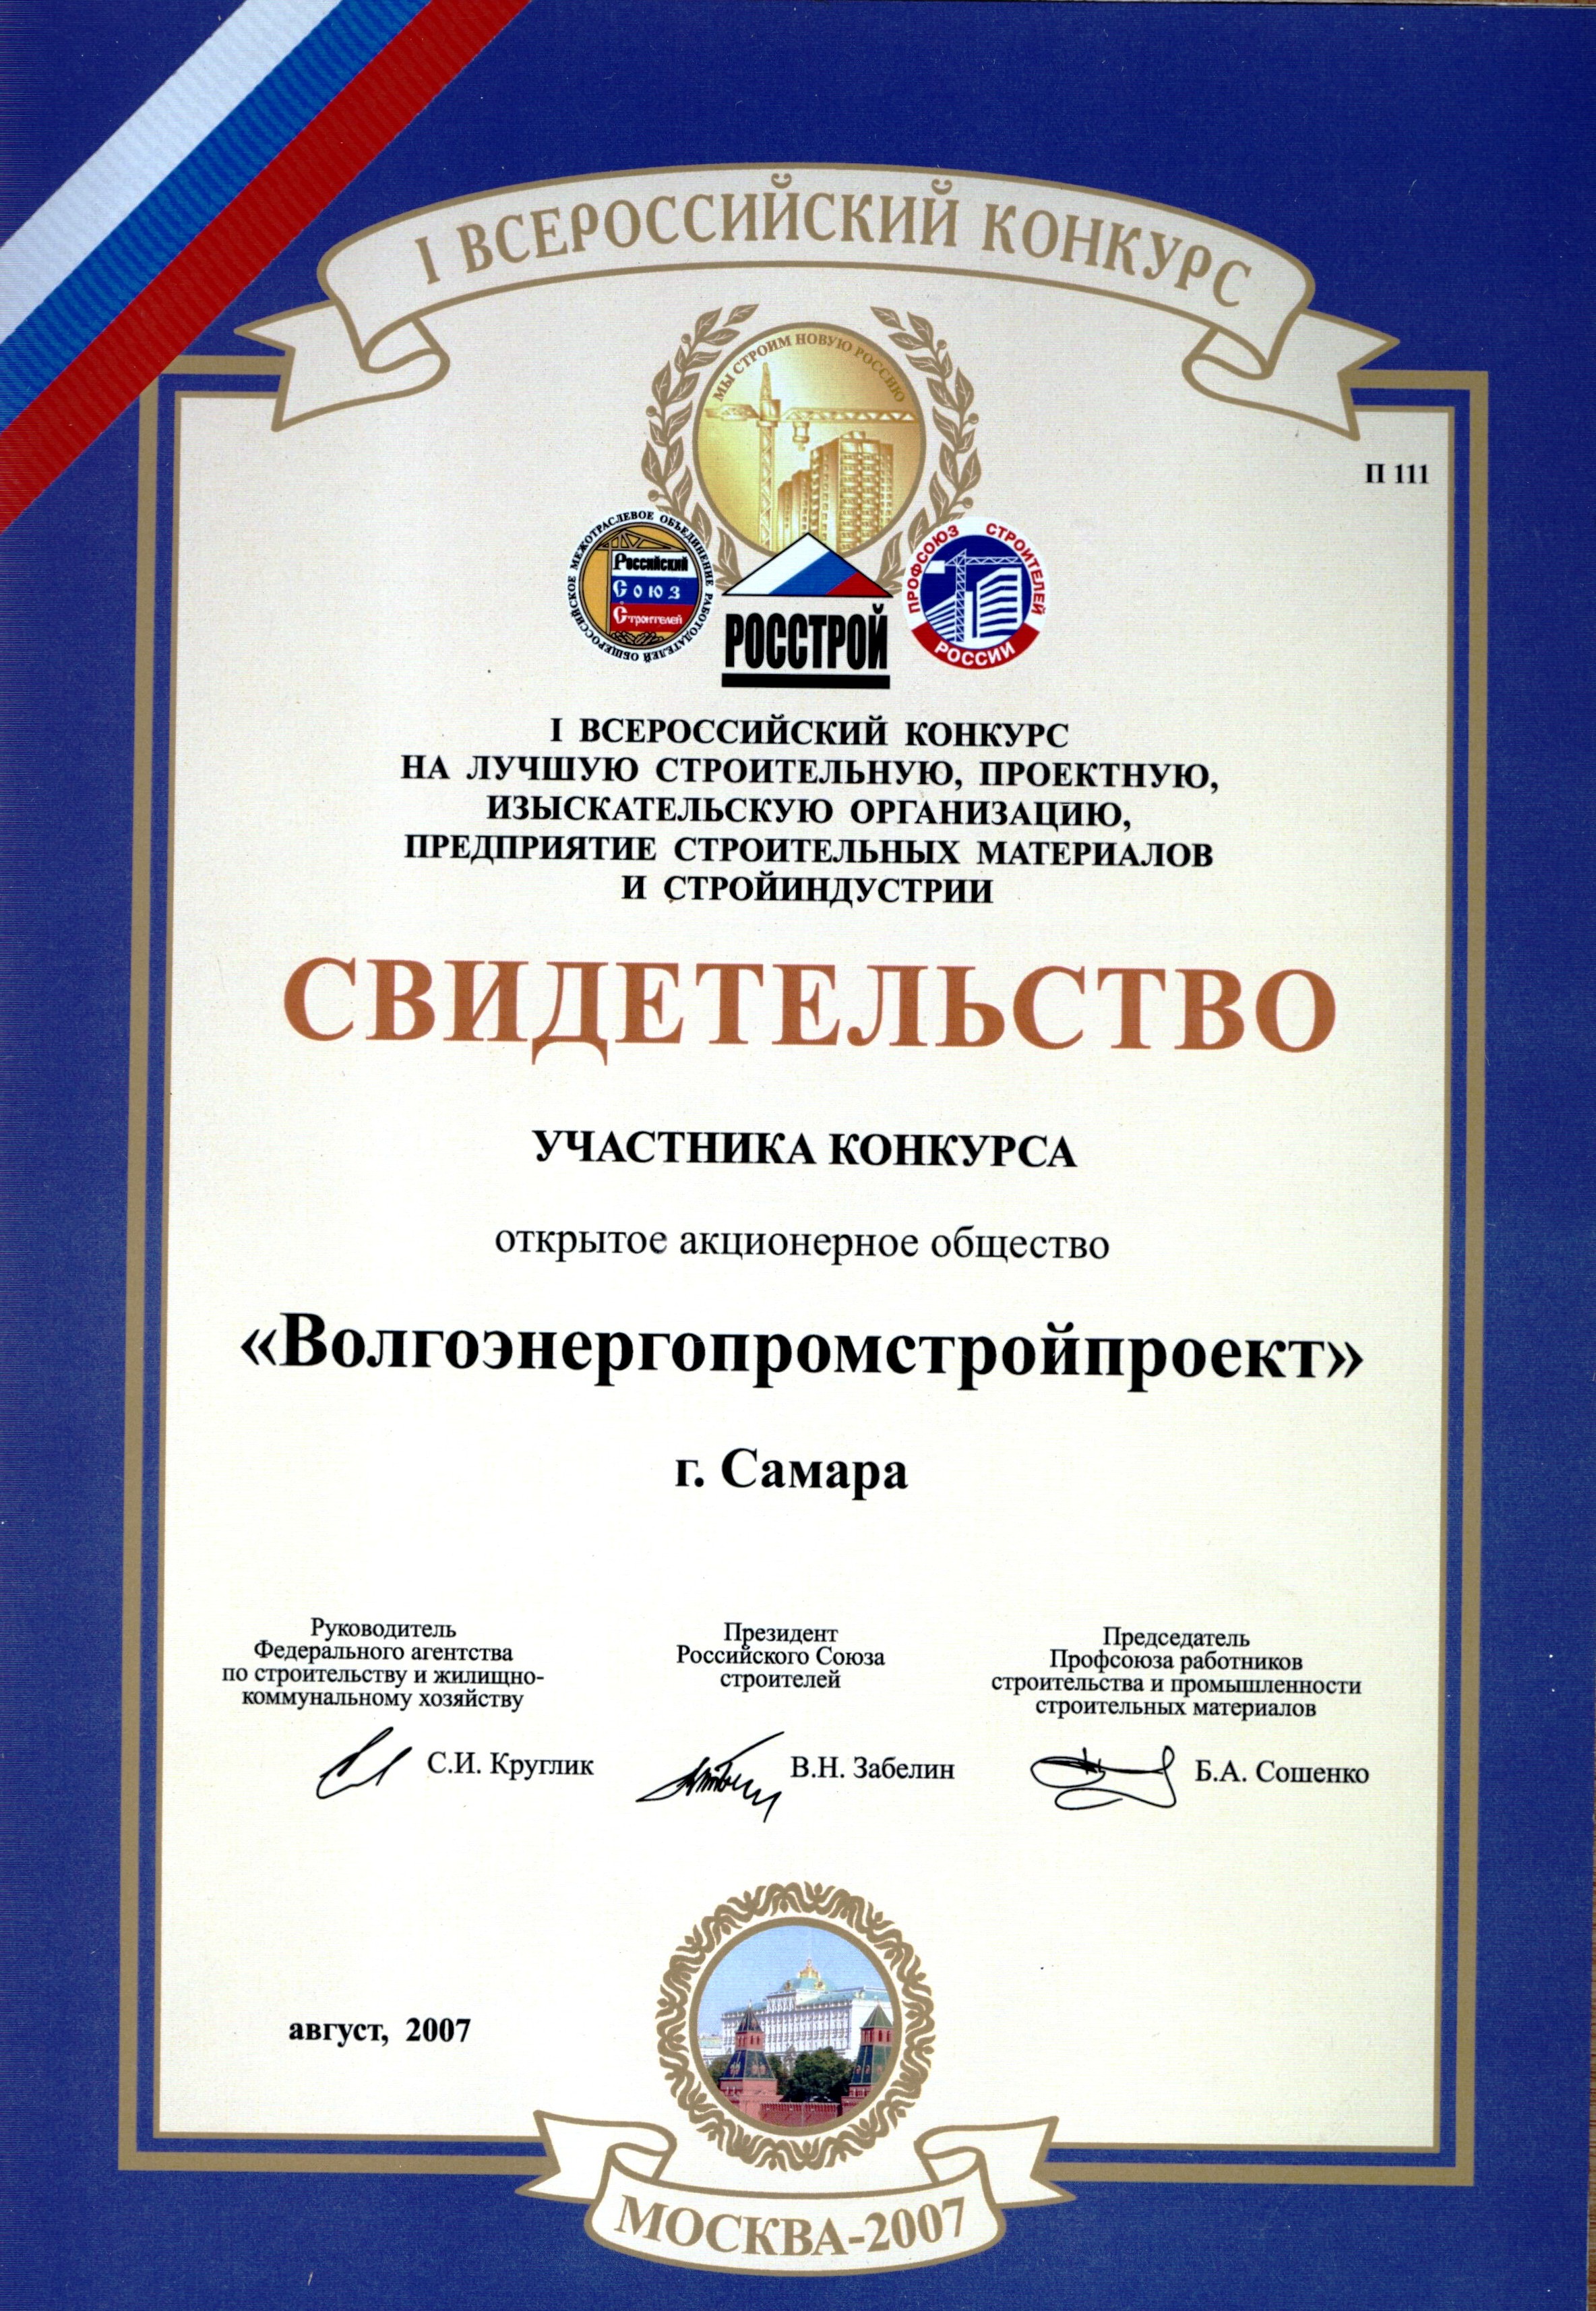 I ВСЕРОССИЙСКИЙ КОНКУРС
МЫ СТРОИМ НОВУЮ РОССИЮ
П 111
ОБЩЕРОССИЙСКОЕ МЕЖОТРАСЛЕВОЕ ОБЪЕДИНЕНИЕ РАБОТОДАТЕЛЕЙ
Российский
Союз
Строителей
РОССТРОЙ
ПРОФСОЮЗ СТРОИТЕЛЕЙ
РОССИИ
I ВСЕРОССИЙСКИЙ КОНКУРС
НА ЛУЧШУЮ СТРОИТЕЛЬНУЮ, ПРОЕКТНУЮ,
ИЗЫСКАТЕЛЬСКУЮ ОРГАНИЗАЦИЮ,
ПРЕДПРИЯТИЕ СТРОИТЕЛЬНЫХ МАТЕРИАЛОВ
И СТРОЙИНДУСТРИИ
СВИДЕТЕЛЬСТВО
УЧАСТНИКА КОНКУРСА
открытое акционерное общество
«Волгоэнергопромстройпроект»
г. Самара
Руководитель
Федерального агентства
по строительству и жилищно-
коммунальному хозяйству
С.И. Круглик
Президент
Российского Союза
строителей
В.Н. Забелин
Председатель
Профсоюза работников
строительства и промышленности
строительных материалов
Б.А. Сошенко
август, 2007
МОСКВА-2007